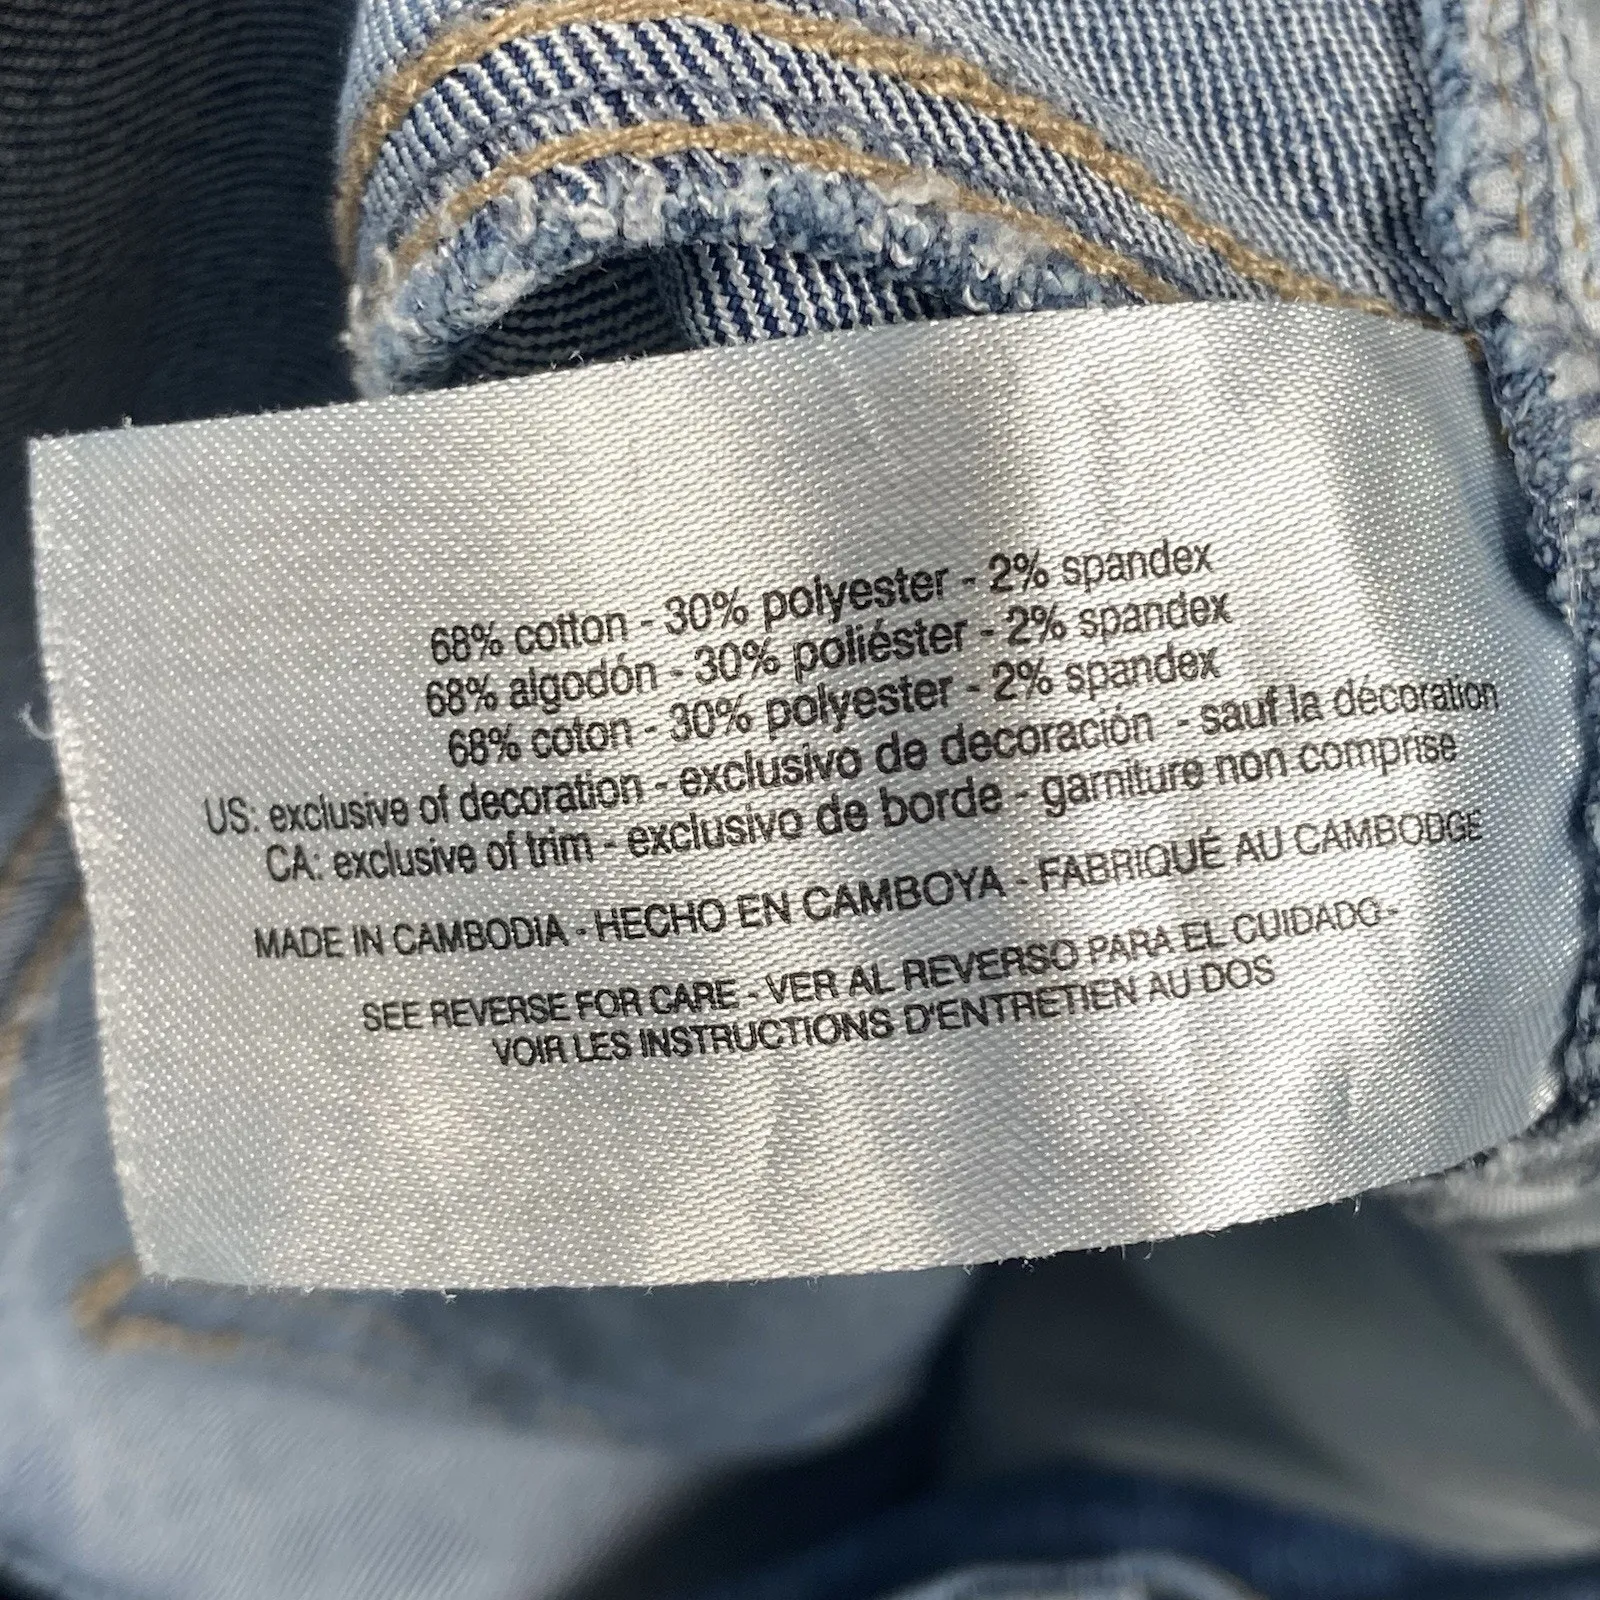 68% cotton - 30% polyester - 2% spandex
68% algodón - 30% poliéster - 2% spandex
68% coton - 30% polyester - 2% spandex
US: exclusive of decoration - exclusivo de decoración - sauf la décoration
CA: exclusive of trim - exclusivo de borde - garniture non comprise
MADE IN CAMBODIA - HECHO EN CAMBOYA - FABRIQUÉ AU CAMBODGE
SEE REVERSE FOR CARE - VER AL REVERSO PARA EL CUIDADO -
VOIR LES INSTRUCTIONS D'ENTRETIEN AU DOS